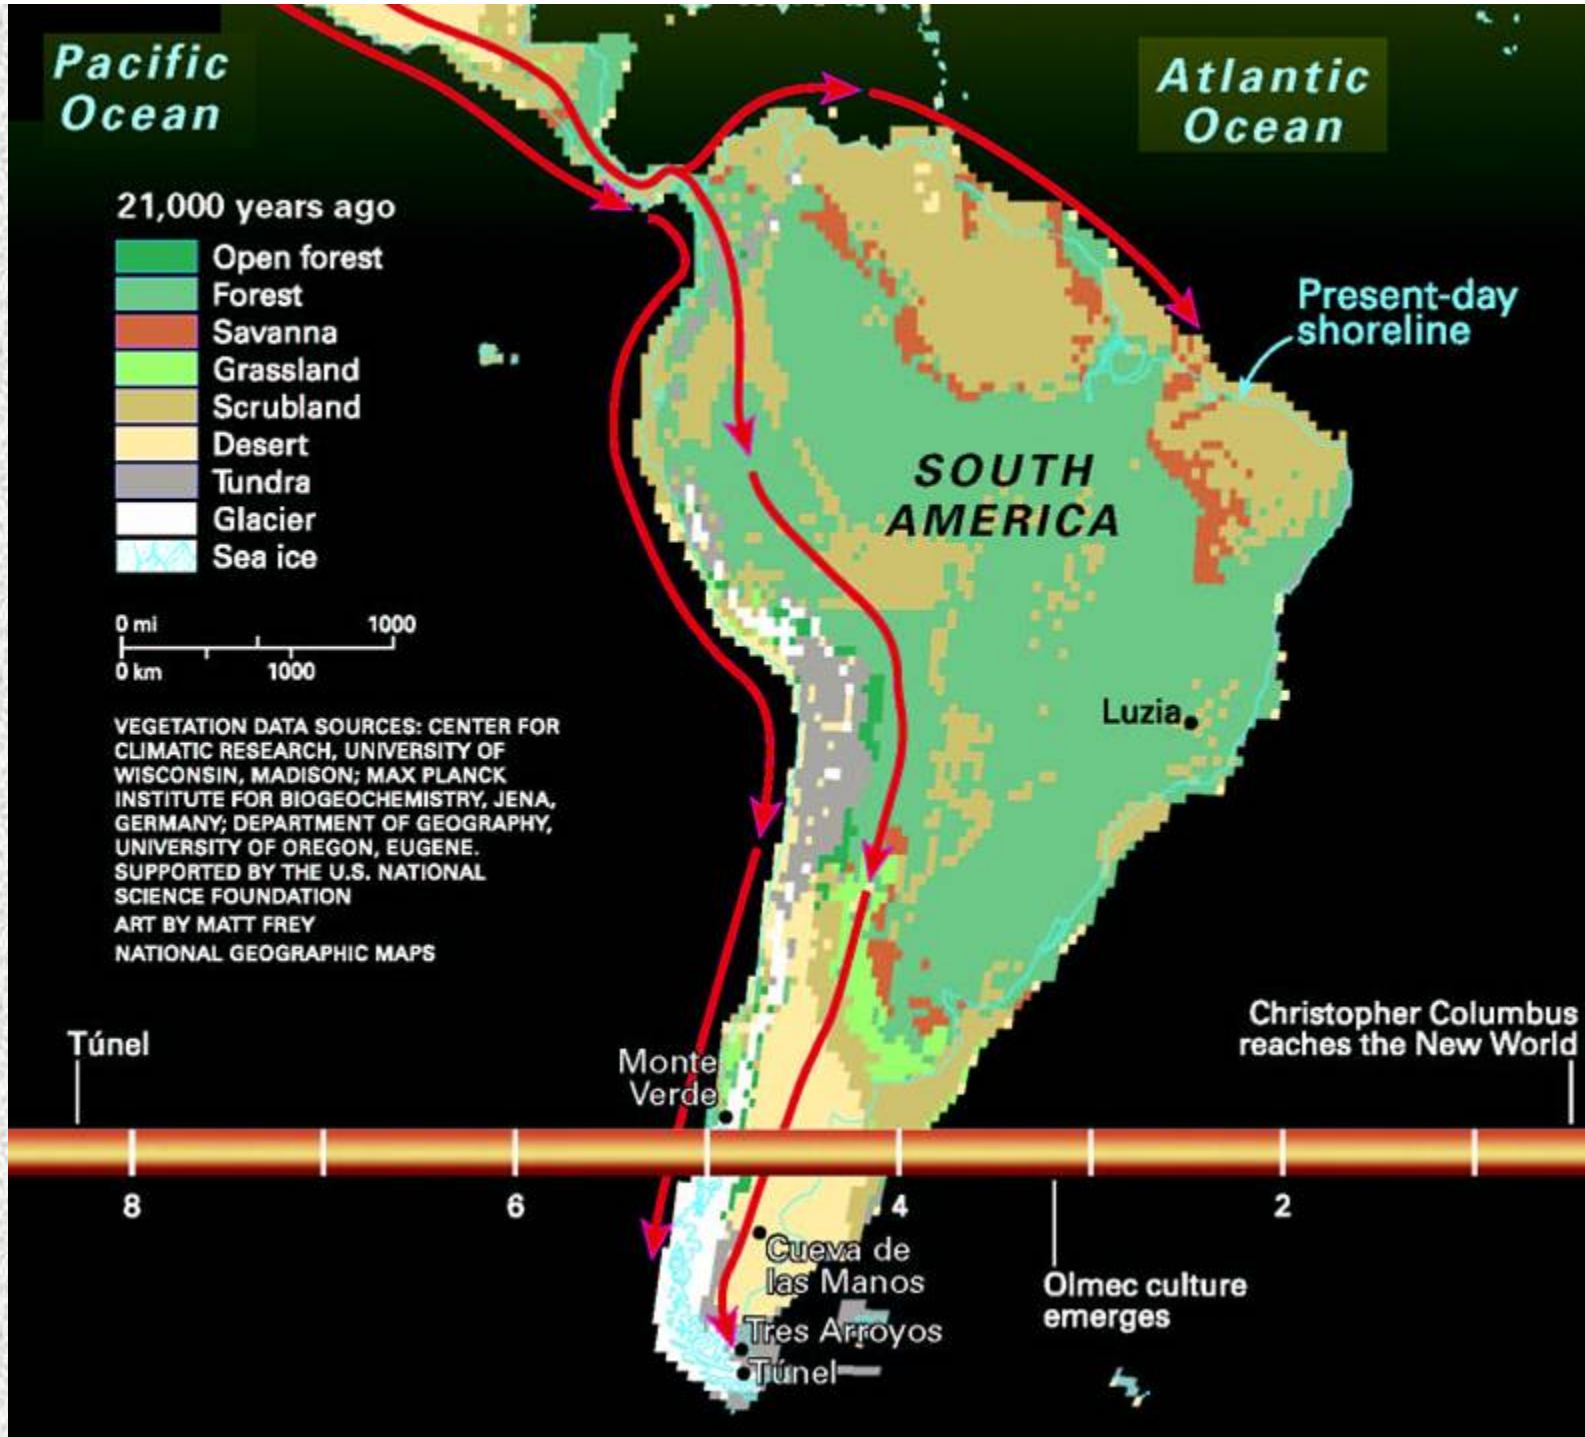 Pacific
Ocean
Atlantic
Ocean
21,000 years ago
Open forest
Forest
Savanna
Grassland
Scrubland
Desert
Tundra
Glacier
Sea ice
0 mi 1000
0 km 1000
VEGETATION DATA SOURCES: CENTER FOR
CLIMATIC RESEARCH, UNIVERSITY OF
WISCONSIN, MADISON; MAX PLANCK
INSTITUTE FOR BIOGEOCHEMISTRY, JENA,
GERMANY; DEPARTMENT OF GEOGRAPHY,
UNIVERSITY OF OREGON, EUGENE.
SUPPORTED BY THE U.S. NATIONAL
SCIENCE FOUNDATION
ART BY MATT FREY
NATIONAL GEOGRAPHIC MAPS
Present-day
shoreline
SOUTH
AMERICA
Luzia
Monte
Verde
Túnel
Christopher Columbus
reaches the New World
8 6 4 2
Cueva de
las Manos
Tres Arroyos
Túnel
Olmec culture
emerges